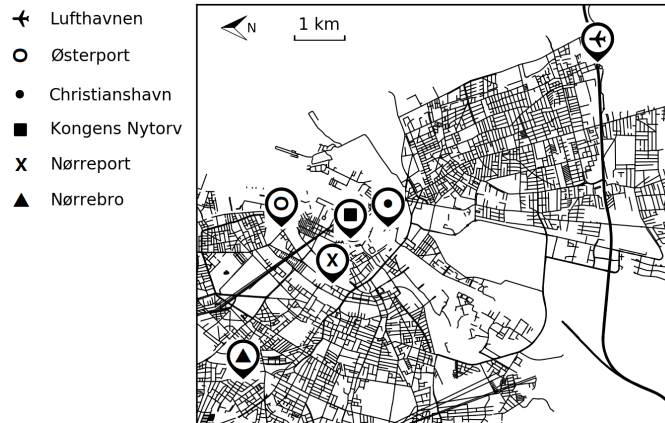 Lufthavnen
N
1 km
Østerport
Christianshavn
Kongens Nytorv
X
Nørreport
Nørrebro
X